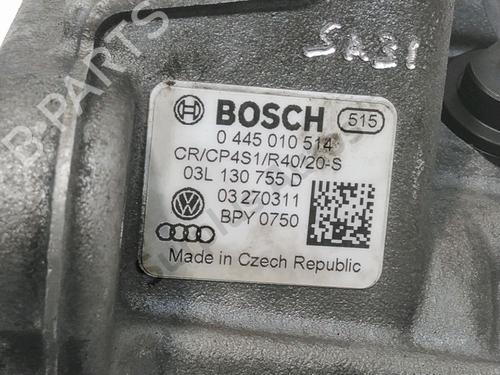 SA31
BOSCH 515
0 445 010 514
CR/CP4S1/R40/20-S
03L 130 755 D
03 270311
BPY 0750
Made in Czech Republic
B-PARTS